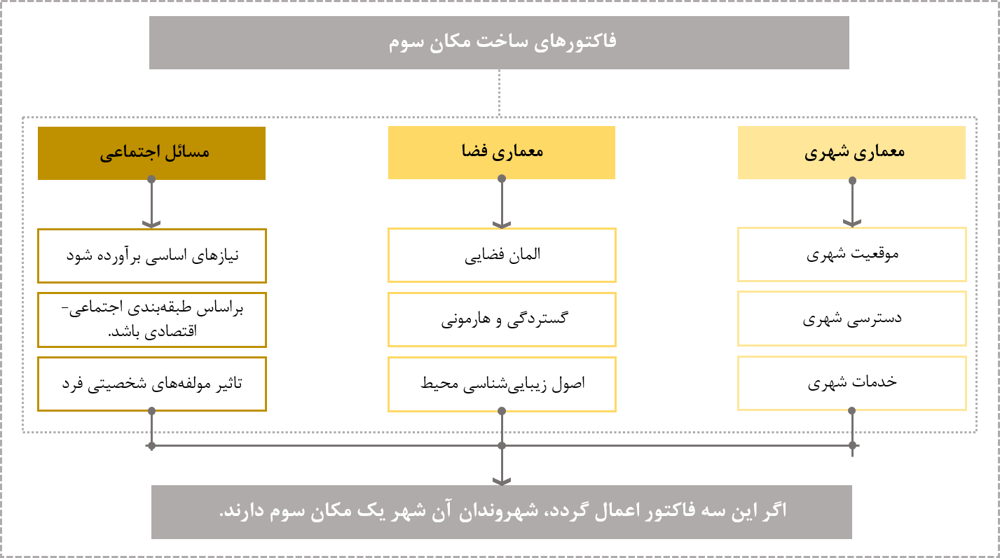 فاکتورهای ساخت مکان سوم
معماری شهری
موقعیت شهری
دسترسی شهری
خدمات شهری
معماری فضا
المان فضایی
گستردگی و هارمونی
اصول زیبایی‌شناسی محیط
مسائل اجتماعی
نیازهای اساسی برآورده شود
براساس طبقه‌بندی اجتماعی-
اقتصادی باشد.
تاثیر مولفه‌های شخصیتی فرد
اگر این سه فاکتور اعمال گردد، شهروندان آن شهر یک مکان سوم دارند.